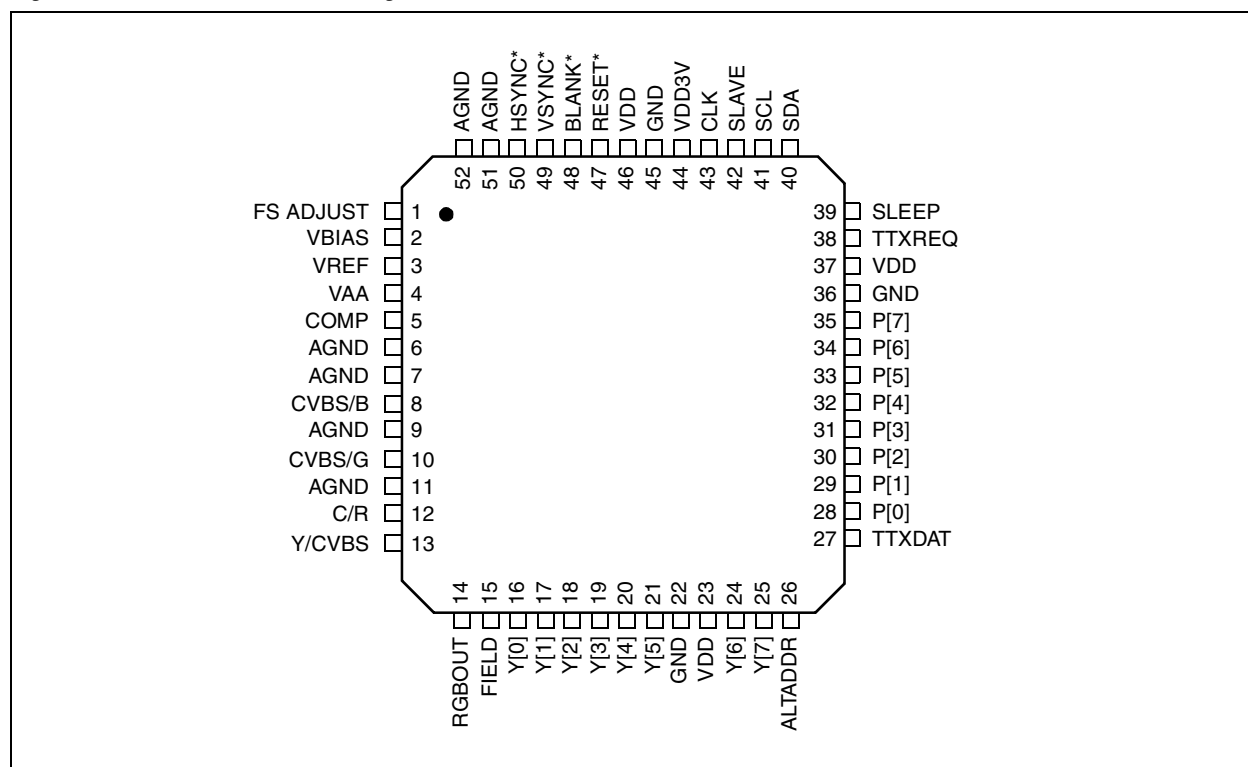 AGND
AGND
HSYNC*
VSYNC*
BLANK*
RESET*
VDD
GND
VDD3V
CLK
SLAVE
SCL
SDA
52
51
50
49
48
47
46
45
44
43
42
41
40
FS ADJUST 1
VBIAS 2
VREF 3
VAA 4
COMP 5
AGND 6
AGND 7
CVBS/B 8
AGND 9
CVBS/G 10
AGND 11
C/R 12
Y/CVBS 13
39 SLEEP
38 TTXREQ
37 VDD
36 GND
35 P[7]
34 P[6]
33 P[5]
32 P[4]
31 P[3]
30 P[2]
29 P[1]
28 P[0]
27 TTXDAT
14
15
16
17
18
19
20
21
22
23
24
25
26
RGBOUT
FIELD
Y[0]
Y[1]
Y[2]
Y[3]
Y[4]
Y[5]
GND
VDD
Y[6]
Y[7]
ALTADDR